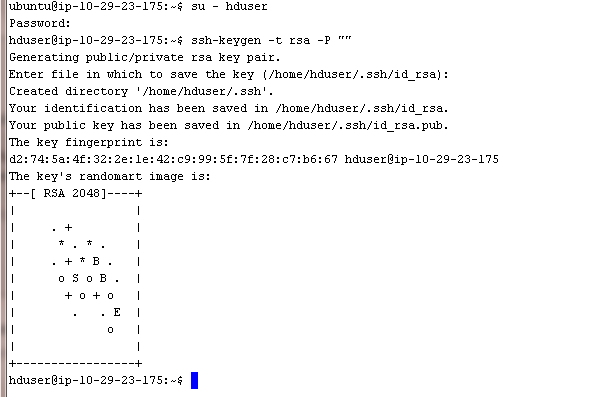 ubuntu@ip-10-29-23-175:~$ su - hduser
Password:
hduser@ip-10-29-23-175:~$ ssh-keygen -t rsa -P ""
Generating public/private rsa key pair.
Enter file in which to save the key (/home/hduser/.ssh/id_rsa):
Created directory '/home/hduser/.ssh'.
Your identification has been saved in /home/hduser/.ssh/id_rsa.
Your public key has been saved in /home/hduser/.ssh/id_rsa.pub.
The key fingerprint is:
d2:74:5a:4f:32:2e:1e:42:c9:99:5f:7f:28:c7:b6:67 hduser@ip-10-29-23-175
The key's randomart image is:
+--[ RSA 2048]----+
|                 |
|     . +         |
|      * . * .    |
|     . + * B .   |
|      o S o B .  |
|       + o + o   |
|        .   . E  |
|             o   |
|                 |
+-----------------+
hduser@ip-10-29-23-175:~$